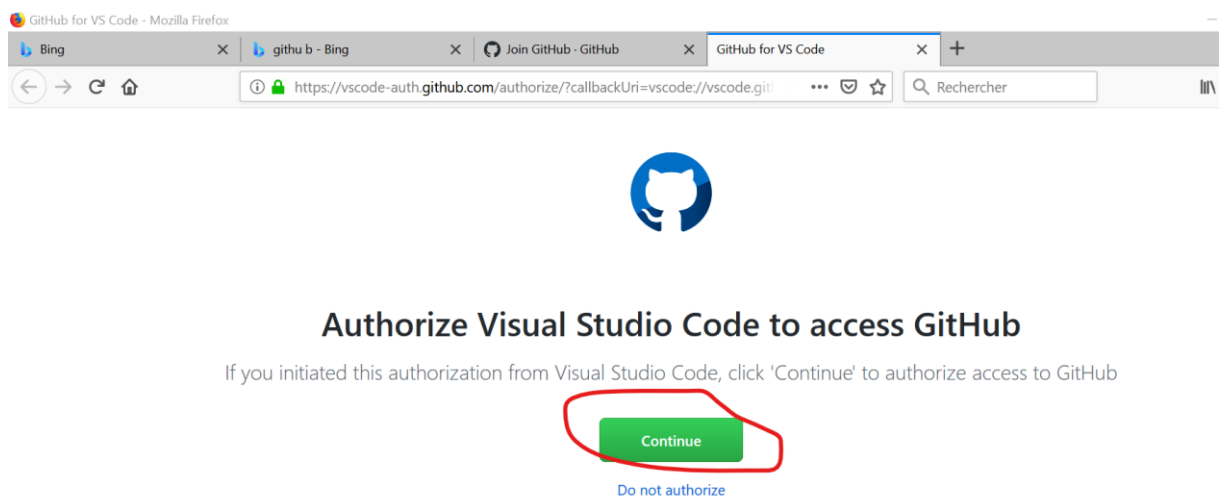 GitHub for VS Code - Mozilla Firefox
Bing
githu b - Bing
Join GitHub · GitHub
GitHub for VS Code
https://vscode-auth.github.com/authorize/?callbackUri=vscode://vscode.git
Rechercher
Authorize Visual Studio Code to access GitHub
If you initiated this authorization from Visual Studio Code, click 'Continue' to authorize access to GitHub
Continue
Do not authorize